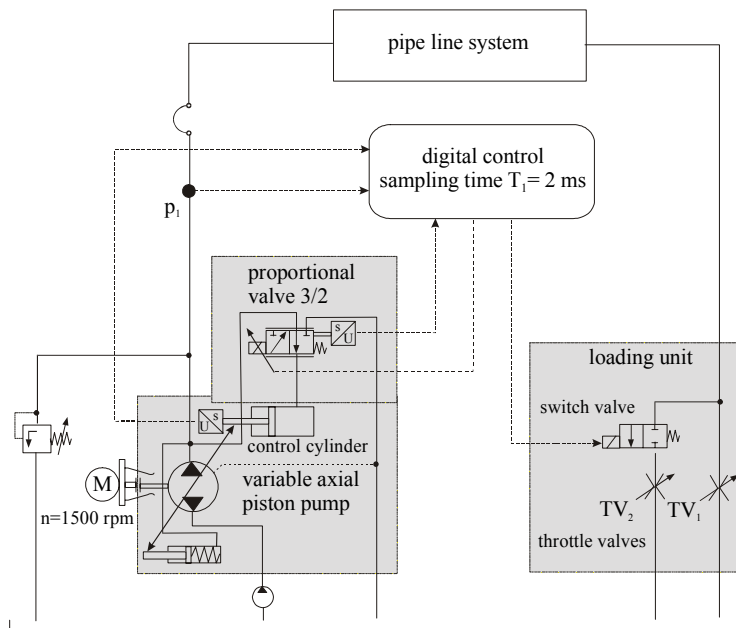 pipe line system
digital control
sampling time T₁= 2 ms
p₁
proportional
valve 3/2
s
U
loading unit
switch valve
s
U
control cylinder
M
variable axial
piston pump
n=1500 rpm
TV₂
TV₁
throttle valves